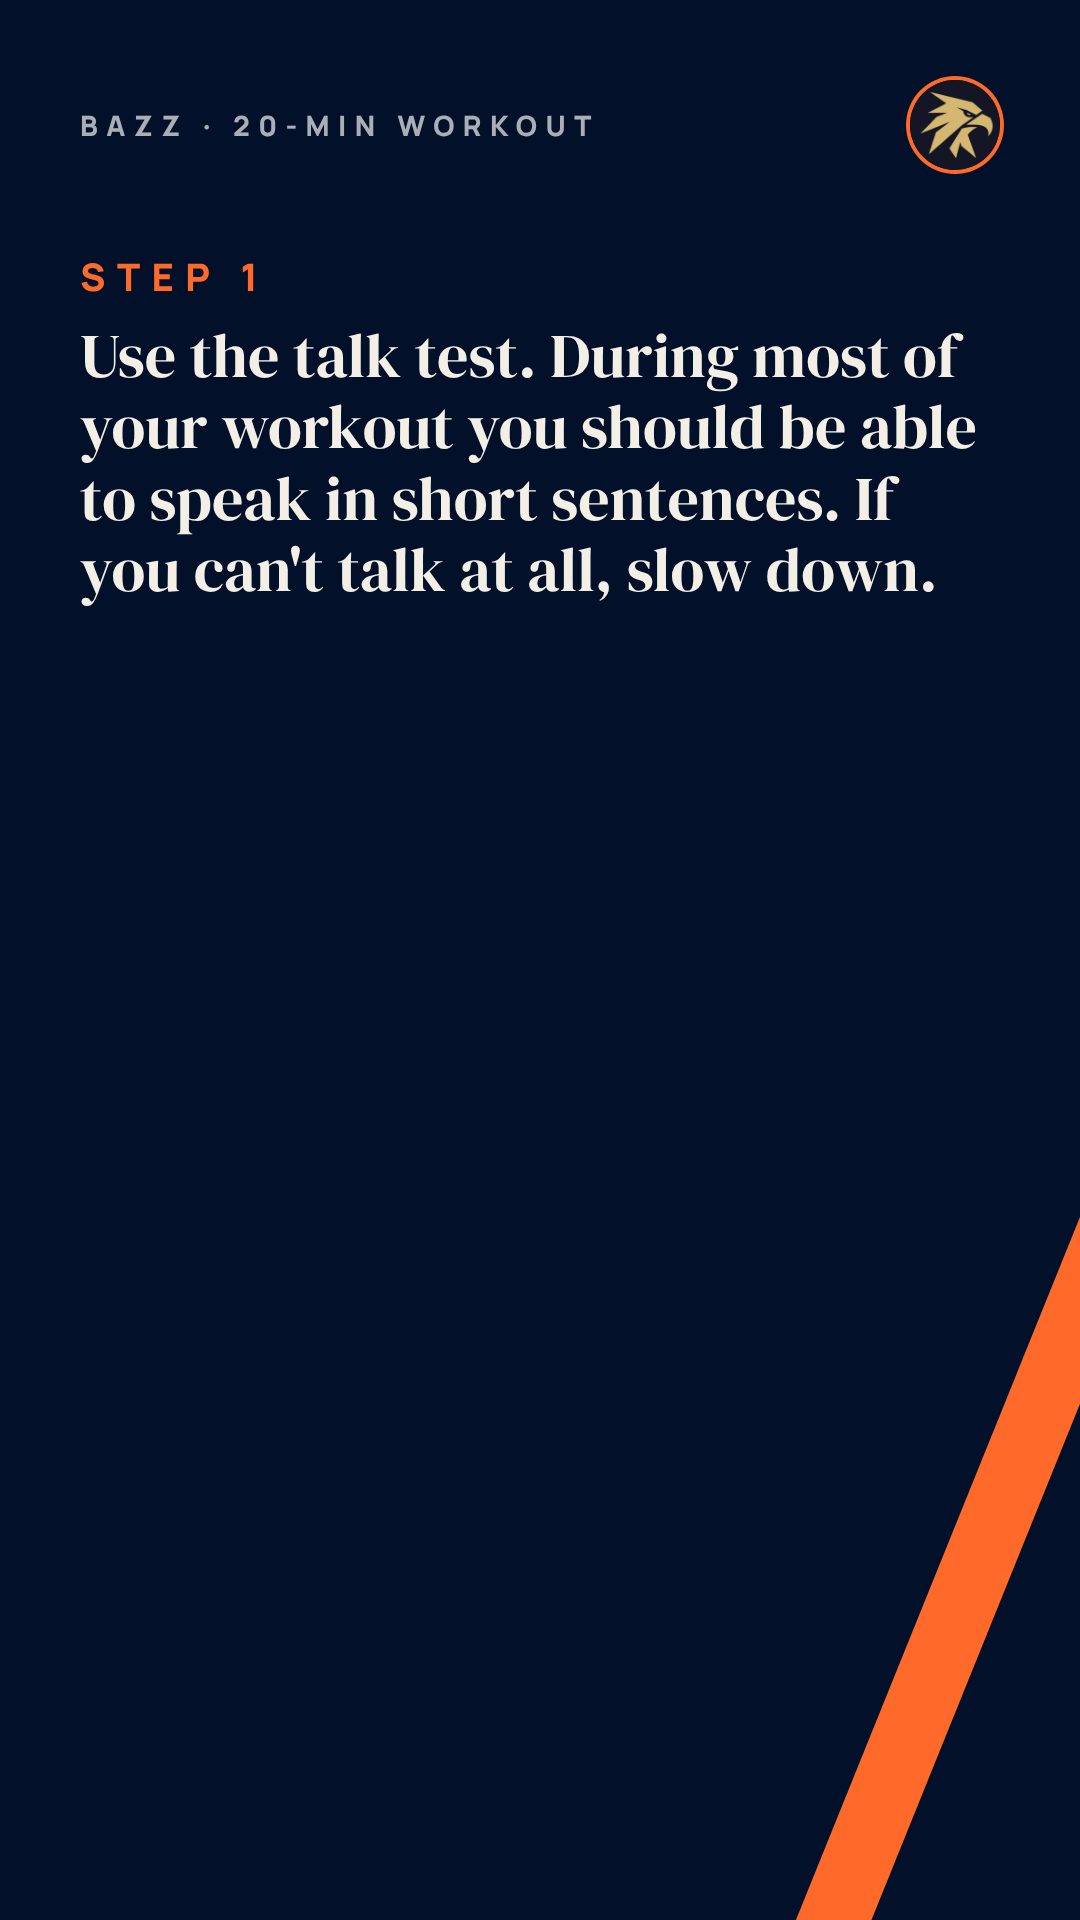 BAZZ · 20-MIN WORKOUT
STEP 1
Use the talk test. During most of
your workout you should be able
to speak in short sentences. If
you can't talk at all, slow down.